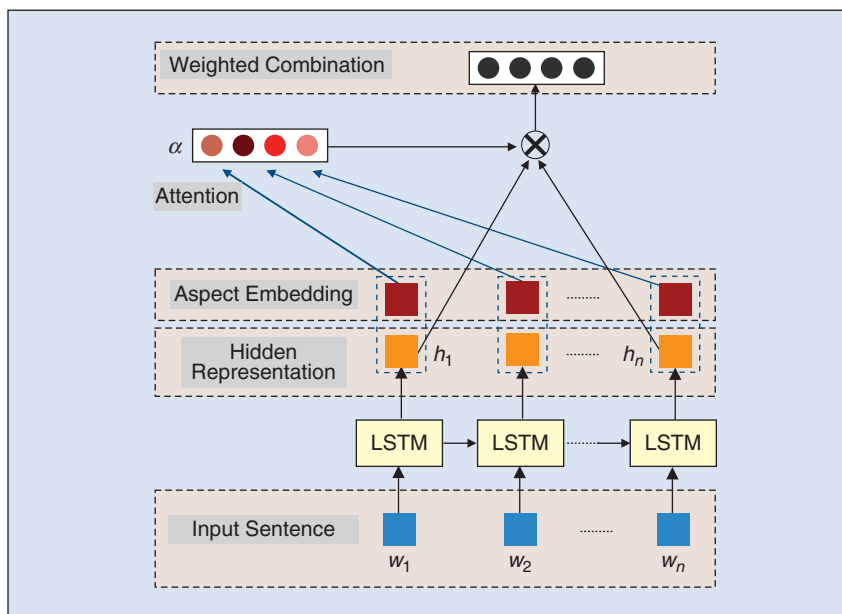 Weighted Combination
α
Attention
Aspect Embedding
Hidden
Representation
h1
hn
LSTM
LSTM
LSTM
Input Sentence
w1
w2
wn